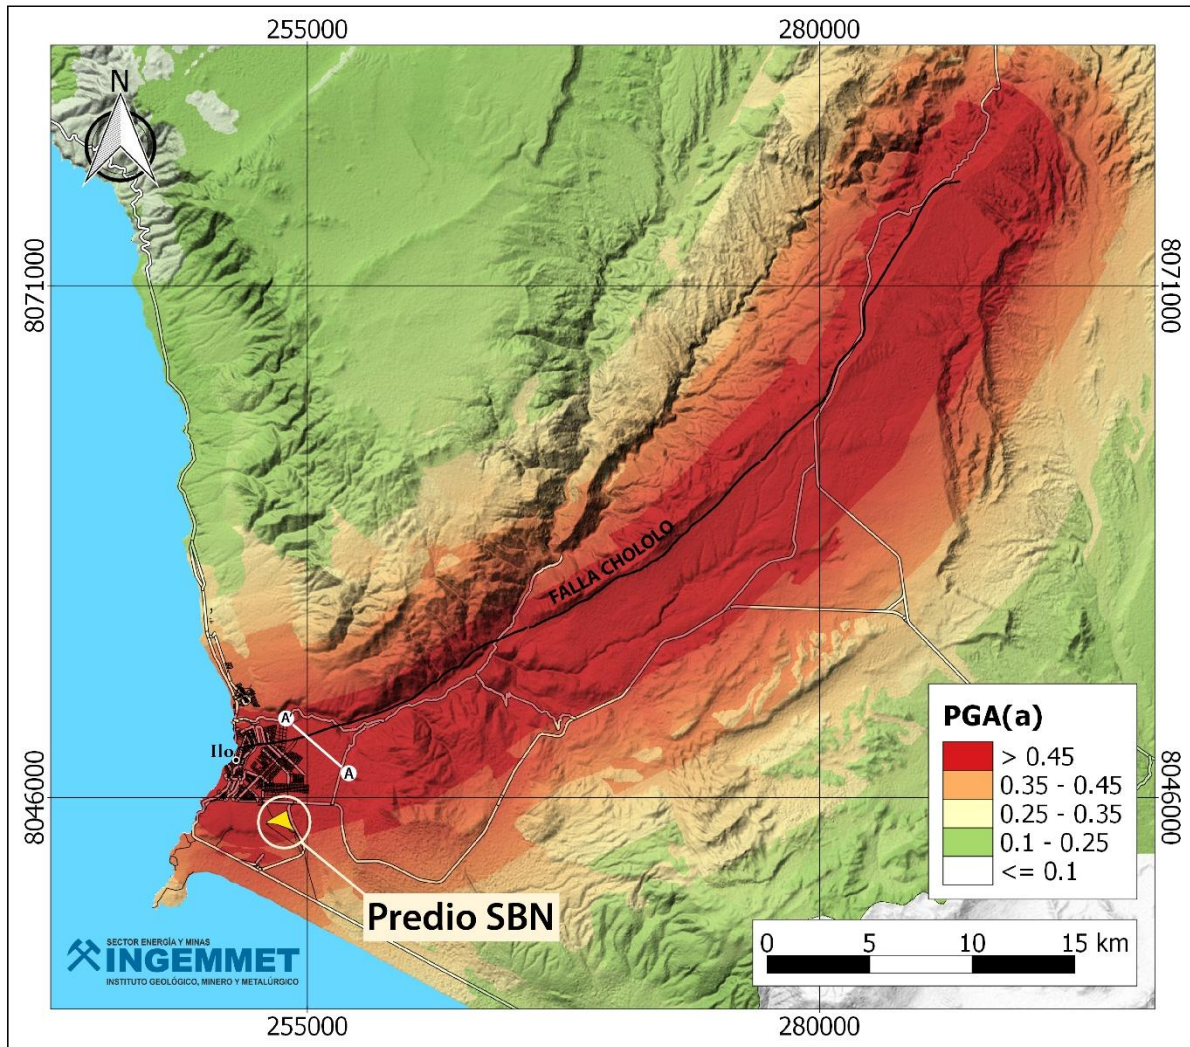 255000
280000
N
8071000
8071000
FALLA CHOLOLO
A'
Ilo
A
8046000
8046000
Predio SBN
PGA(a)
> 0.45
0.35 - 0.45
0.25 - 0.35
0.1 - 0.25
<= 0.1
0
5
10
15 km
SECTOR ENERGÍA Y MINAS
INGEMMET
INSTITUTO GEOLÓGICO, MINERO Y METALÚRGICO
255000
280000